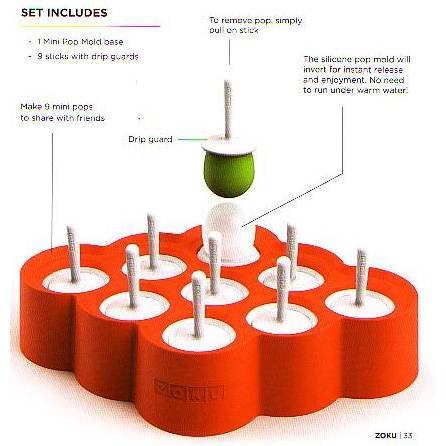 SET INCLUDES
- 1 Mini Pop Mold base
- 9 sticks with drip guards
To remove pop, simply
pull on stick
The silicone pop mold will
invert for instant release
and enjoyment. No need
to run under warm water!
Make 9 mini pops
to share with friends
Drip guard
ZOKU
ZOKU | 33